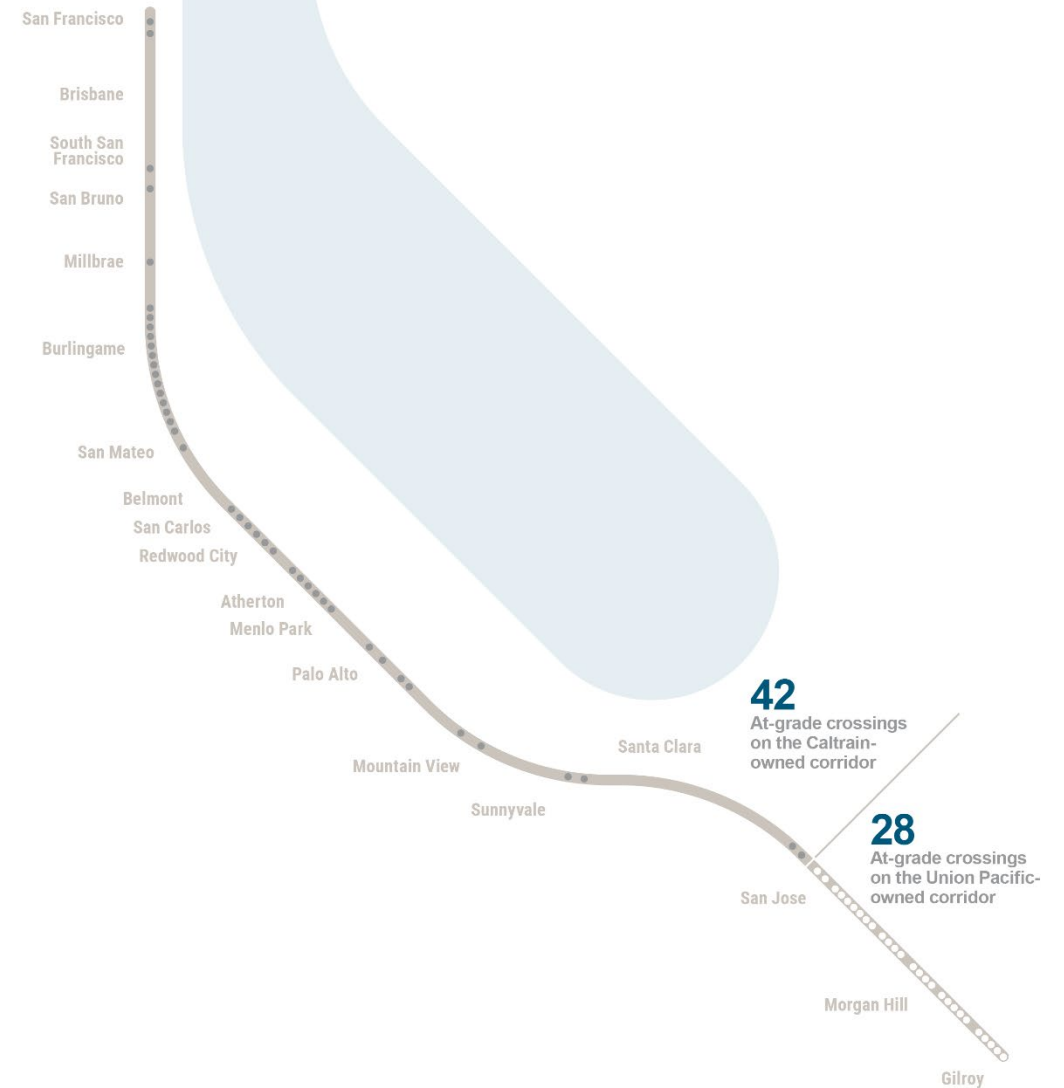 San Francisco
Brisbane
South San
Francisco
San Bruno
Millbrae
Burlingame
San Mateo
Belmont
San Carlos
Redwood City
Atherton
Menlo Park
Palo Alto
Mountain View
Sunnyvale
Santa Clara
42
At-grade crossings
on the Caltrain-
owned corridor
28
At-grade crossings
on the Union Pacific-
owned corridor
San Jose
Morgan Hill
Gilroy